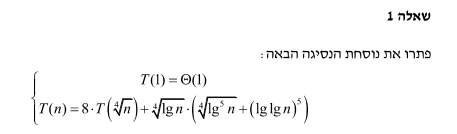 שאלה 1
פתרו את נוסחת הנסיגה הבאה:
T(1) = Θ(1)
T(n) = 8 · T(∜n) + ∜lg n · (∜lg⁵ n + (lg lg n)⁵)